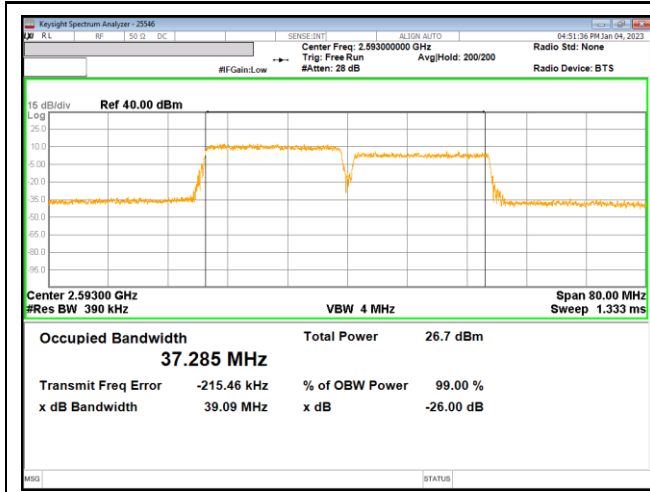 Keysight Spectrum Analyzer - 25546
RL RF 50 Ω DC SENSE:INT ALIGN AUTO 04:51:36 PM Jan 04, 2023
Center Freq: 2.593000000 GHz Radio Std: None
Trig: Free Run Avg|Hold: 200/200
#IFGain:Low #Atten: 28 dB Radio Device: BTS
15 dB/div Ref 40.00 dBm
Log
25.0
10.0
-5.00
-20.0
-35.0
-50.0
-65.0
-80.0
-95.0
Center 2.59300 GHz Span 80.00 MHz
#Res BW 390 kHz VBW 4 MHz Sweep 1.333 ms
Occupied Bandwidth Total Power 26.7 dBm
37.285 MHz
Transmit Freq Error -215.46 kHz % of OBW Power 99.00 %
x dB Bandwidth 39.09 MHz x dB -26.00 dB
MSG STATUS